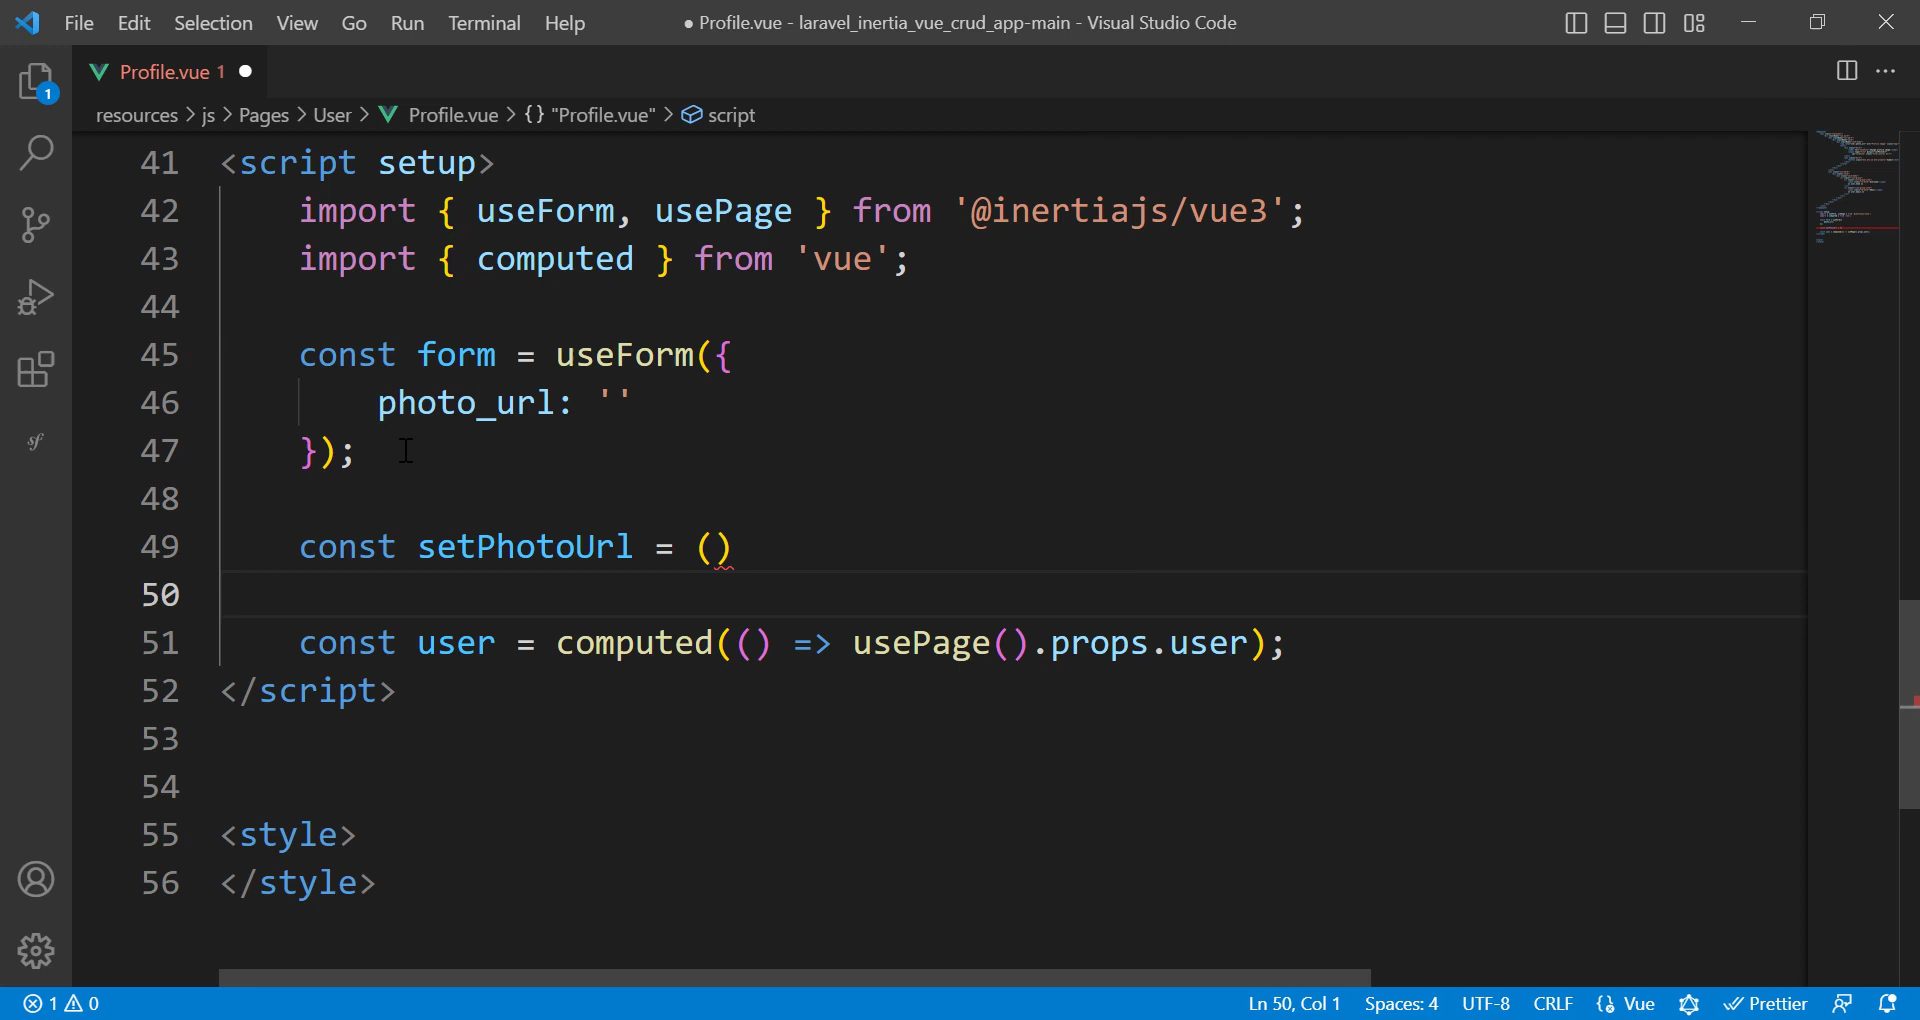 File Edit Selection View Go Run Terminal Help ● Profile.vue - laravel_inertia_vue_crud_app-main - Visual Studio Code
Profile.vue 1 ●
resources > js > Pages > User > Profile.vue > {} "Profile.vue" > script
1
41 <script setup>
42 import { useForm, usePage } from '@inertiajs/vue3';
43 import { computed } from 'vue';
44
45 const form = useForm({
46 photo_url: ''
47 });
48
49 const setPhotoUrl = ()
50
51 const user = computed(() => usePage().props.user);
52 </script>
53
54
55 <style>
56 </style>
1 0 Ln 50, Col 1 Spaces: 4 UTF-8 CRLF Vue Prettier